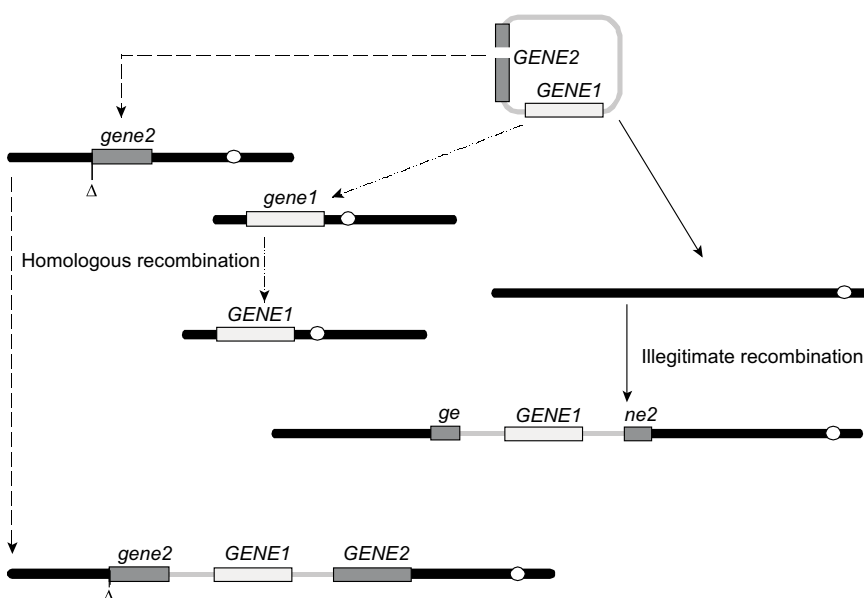 GENE2
GENE1
gene2
Δ
gene1
Homologous recombination
GENE1
Illegitimate recombination
ge GENE1 ne2
gene2 GENE1 GENE2
Δ